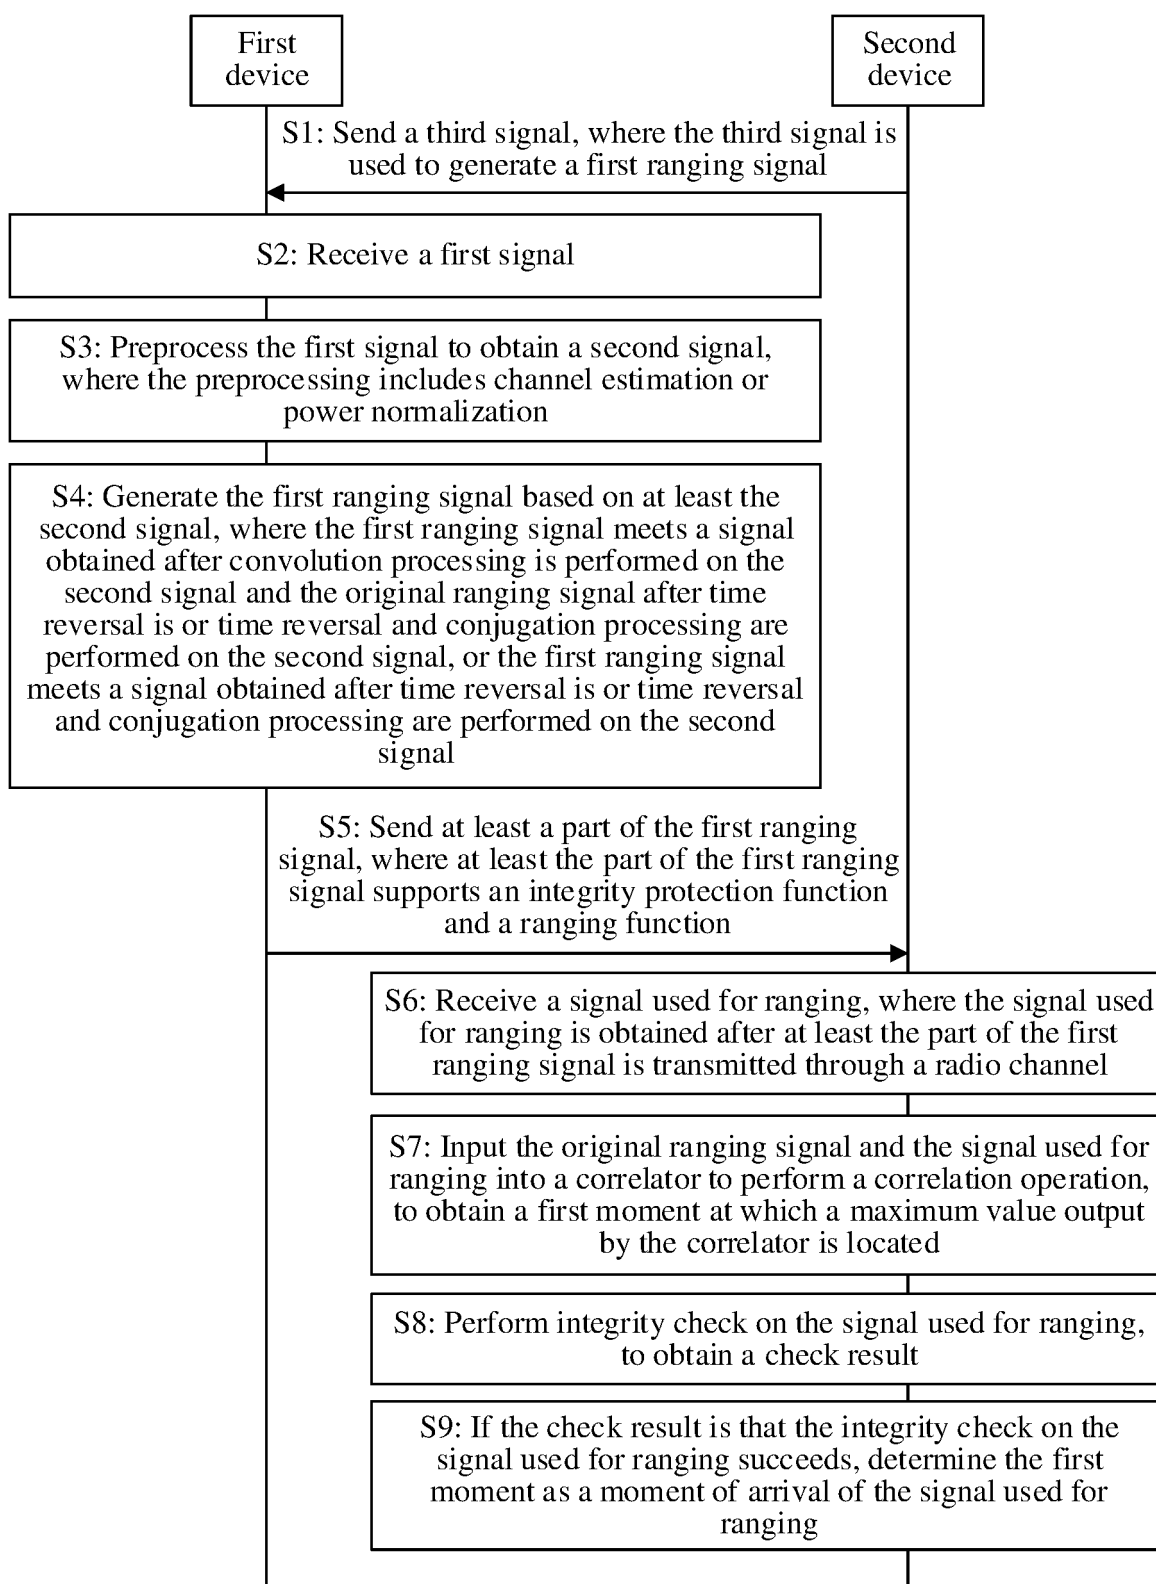 First
device
Second
device
S1: Send a third signal, where the third signal is
used to generate a first ranging signal
S2: Receive a first signal
S3: Preprocess the first signal to obtain a second signal,
where the preprocessing includes channel estimation or
power normalization
S4: Generate the first ranging signal based on at least the
second signal, where the first ranging signal meets a signal
obtained after convolution processing is performed on the
second signal and the original ranging signal after time
reversal is or time reversal and conjugation processing are
performed on the second signal, or the first ranging signal
meets a signal obtained after time reversal is or time reversal
and conjugation processing are performed on the second
signal
S5: Send at least a part of the first ranging
signal, where at least the part of the first ranging
signal supports an integrity protection function
and a ranging function
S6: Receive a signal used for ranging, where the signal used
for ranging is obtained after at least the part of the first
ranging signal is transmitted through a radio channel
S7: Input the original ranging signal and the signal used for
ranging into a correlator to perform a correlation operation,
to obtain a first moment at which a maximum value output
by the correlator is located
S8: Perform integrity check on the signal used for ranging,
to obtain a check result
S9: If the check result is that the integrity check on the
signal used for ranging succeeds, determine the first
moment as a moment of arrival of the signal used for
ranging